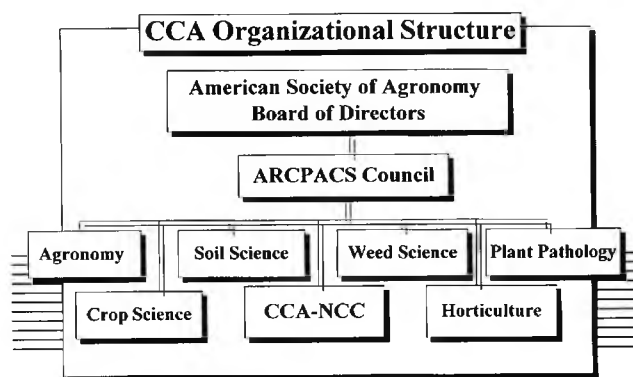 CCA Organizational Structure
American Society of Agronomy
Board of Directors
ARCPACS Council
Agronomy
Soil Science
Weed Science
Plant Pathology
Crop Science
CCA-NCC
Horticulture